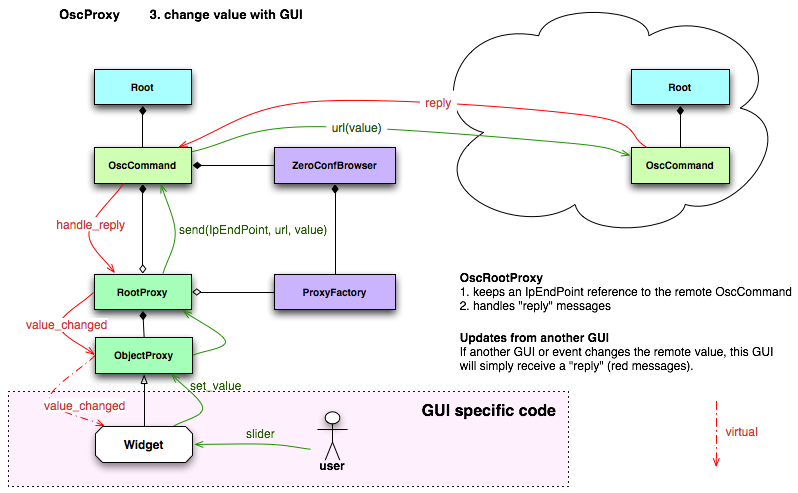 OscProxy 3. change value with GUI
Root
Root
reply
url(value)
OscCommand
ZeroConfBrowser
OscCommand
handle_reply
send(IpEndPoint, url, value)
RootProxy
ProxyFactory
OscRootProxy
1. keeps an IpEndPoint reference to the remote OscCommand
2. handles "reply" messages
value_changed
ObjectProxy
Updates from another GUI
If another GUI or event changes the remote value, this GUI
will simply receive a "reply" (red messages).
set_value
value_changed
GUI specific code
Widget
slider
user
virtual